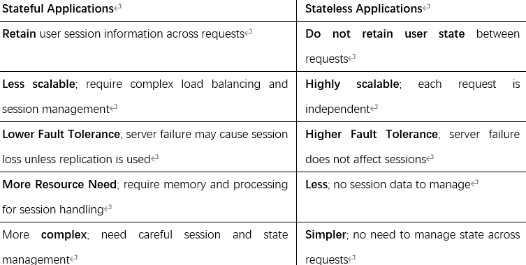 Stateful Applications
Stateless Applications
Retain user session information across requests
Do not retain user state between
requests
Less scalable; require complex load balancing and
session management
Highly scalable; each request is
independent
Lower Fault Tolerance; server failure may cause session
loss unless replication is used
Higher Fault Tolerance; server failure
does not affect sessions
More Resource Need; require memory and processing
for session handling
Less; no session data to manage
More complex; need careful session and state
management
Simpler; no need to manage state across
requests